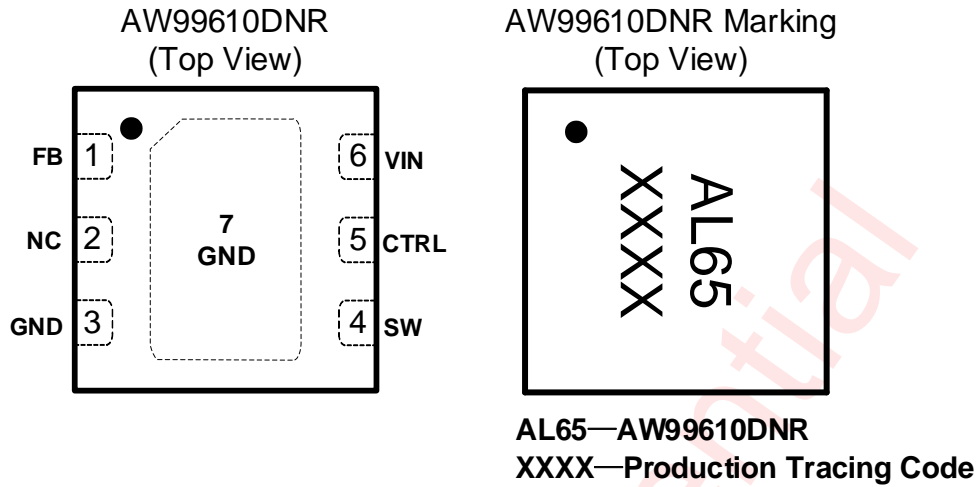 AW99610DNR
(Top View)
FB 1
NC 2
GND 3
7
GND
6 VIN
5 CTRL
4 SW
AW99610DNR Marking
(Top View)
AL65
XXXX
AL65—AW99610DNR
XXXX—Production Tracing Code
ential